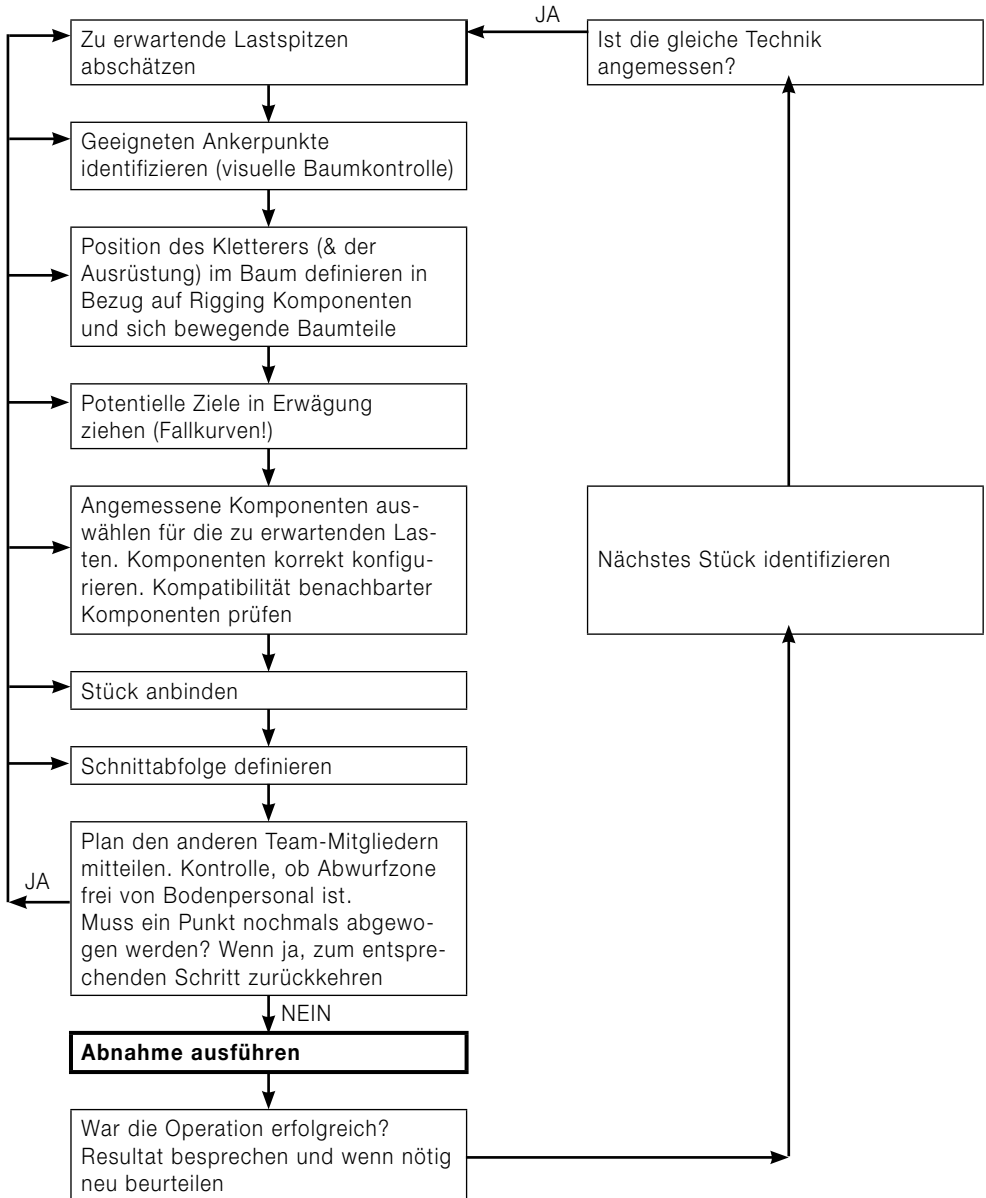 JA
Zu erwartende Lastspitzen
abschätzen
Ist die gleiche Technik
angemessen?
Geeigneten Ankerpunkte
identifizieren (visuelle Baumkontrolle)
Position des Kletterers (& der
Ausrüstung) im Baum definieren in
Bezug auf Rigging Komponenten
und sich bewegende Baumteile
Potentielle Ziele in Erwägung
ziehen (Fallkurven!)
Angemessene Komponenten aus-
wählen für die zu erwartenden Las-
ten. Komponenten korrekt konfigu-
rieren. Kompatibilität benachbarter
Komponenten prüfen
Nächstes Stück identifizieren
Stück anbinden
Schnittabfolge definieren
Plan den anderen Team-Mitgliedern
mitteilen. Kontrolle, ob Abwurfzone
frei von Bodenpersonal ist.
Muss ein Punkt nochmals abgewo-
gen werden? Wenn ja, zum entspre-
chenden Schritt zurückkehren
JA
NEIN
Abnahme ausführen
War die Operation erfolgreich?
Resultat besprechen und wenn nötig
neu beurteilen